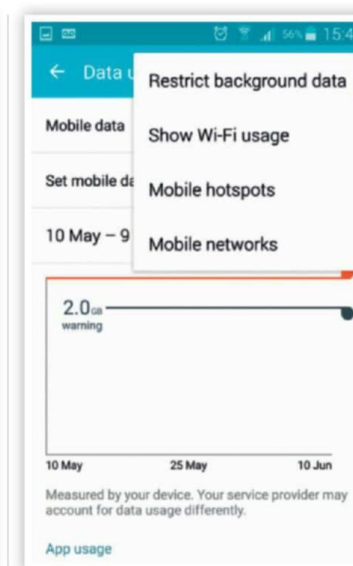 56% 15:4
← Data u
Restrict background data
Mobile data
Show Wi-Fi usage
Set mobile da
Mobile hotspots
10 May – 9
Mobile networks
2.0GB
warning
10 May 25 May 10 Jun
Measured by your device. Your service provider may
account for data usage differently.
App usage